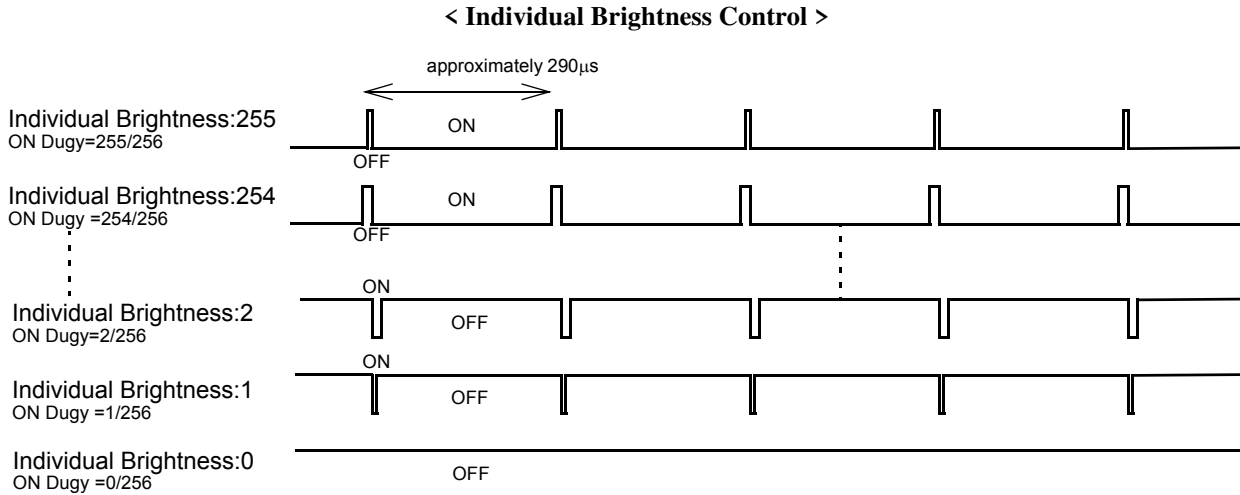 < Individual Brightness Control >
approximately 290μs
Individual Brightness:255
ON Dugy=255/256
ON
OFF
Individual Brightness:254
ON Dugy =254/256
ON
OFF
ON
Individual Brightness:2
ON Dugy=2/256
OFF
ON
Individual Brightness:1
ON Dugy =1/256
OFF
Individual Brightness:0
ON Dugy =0/256
OFF